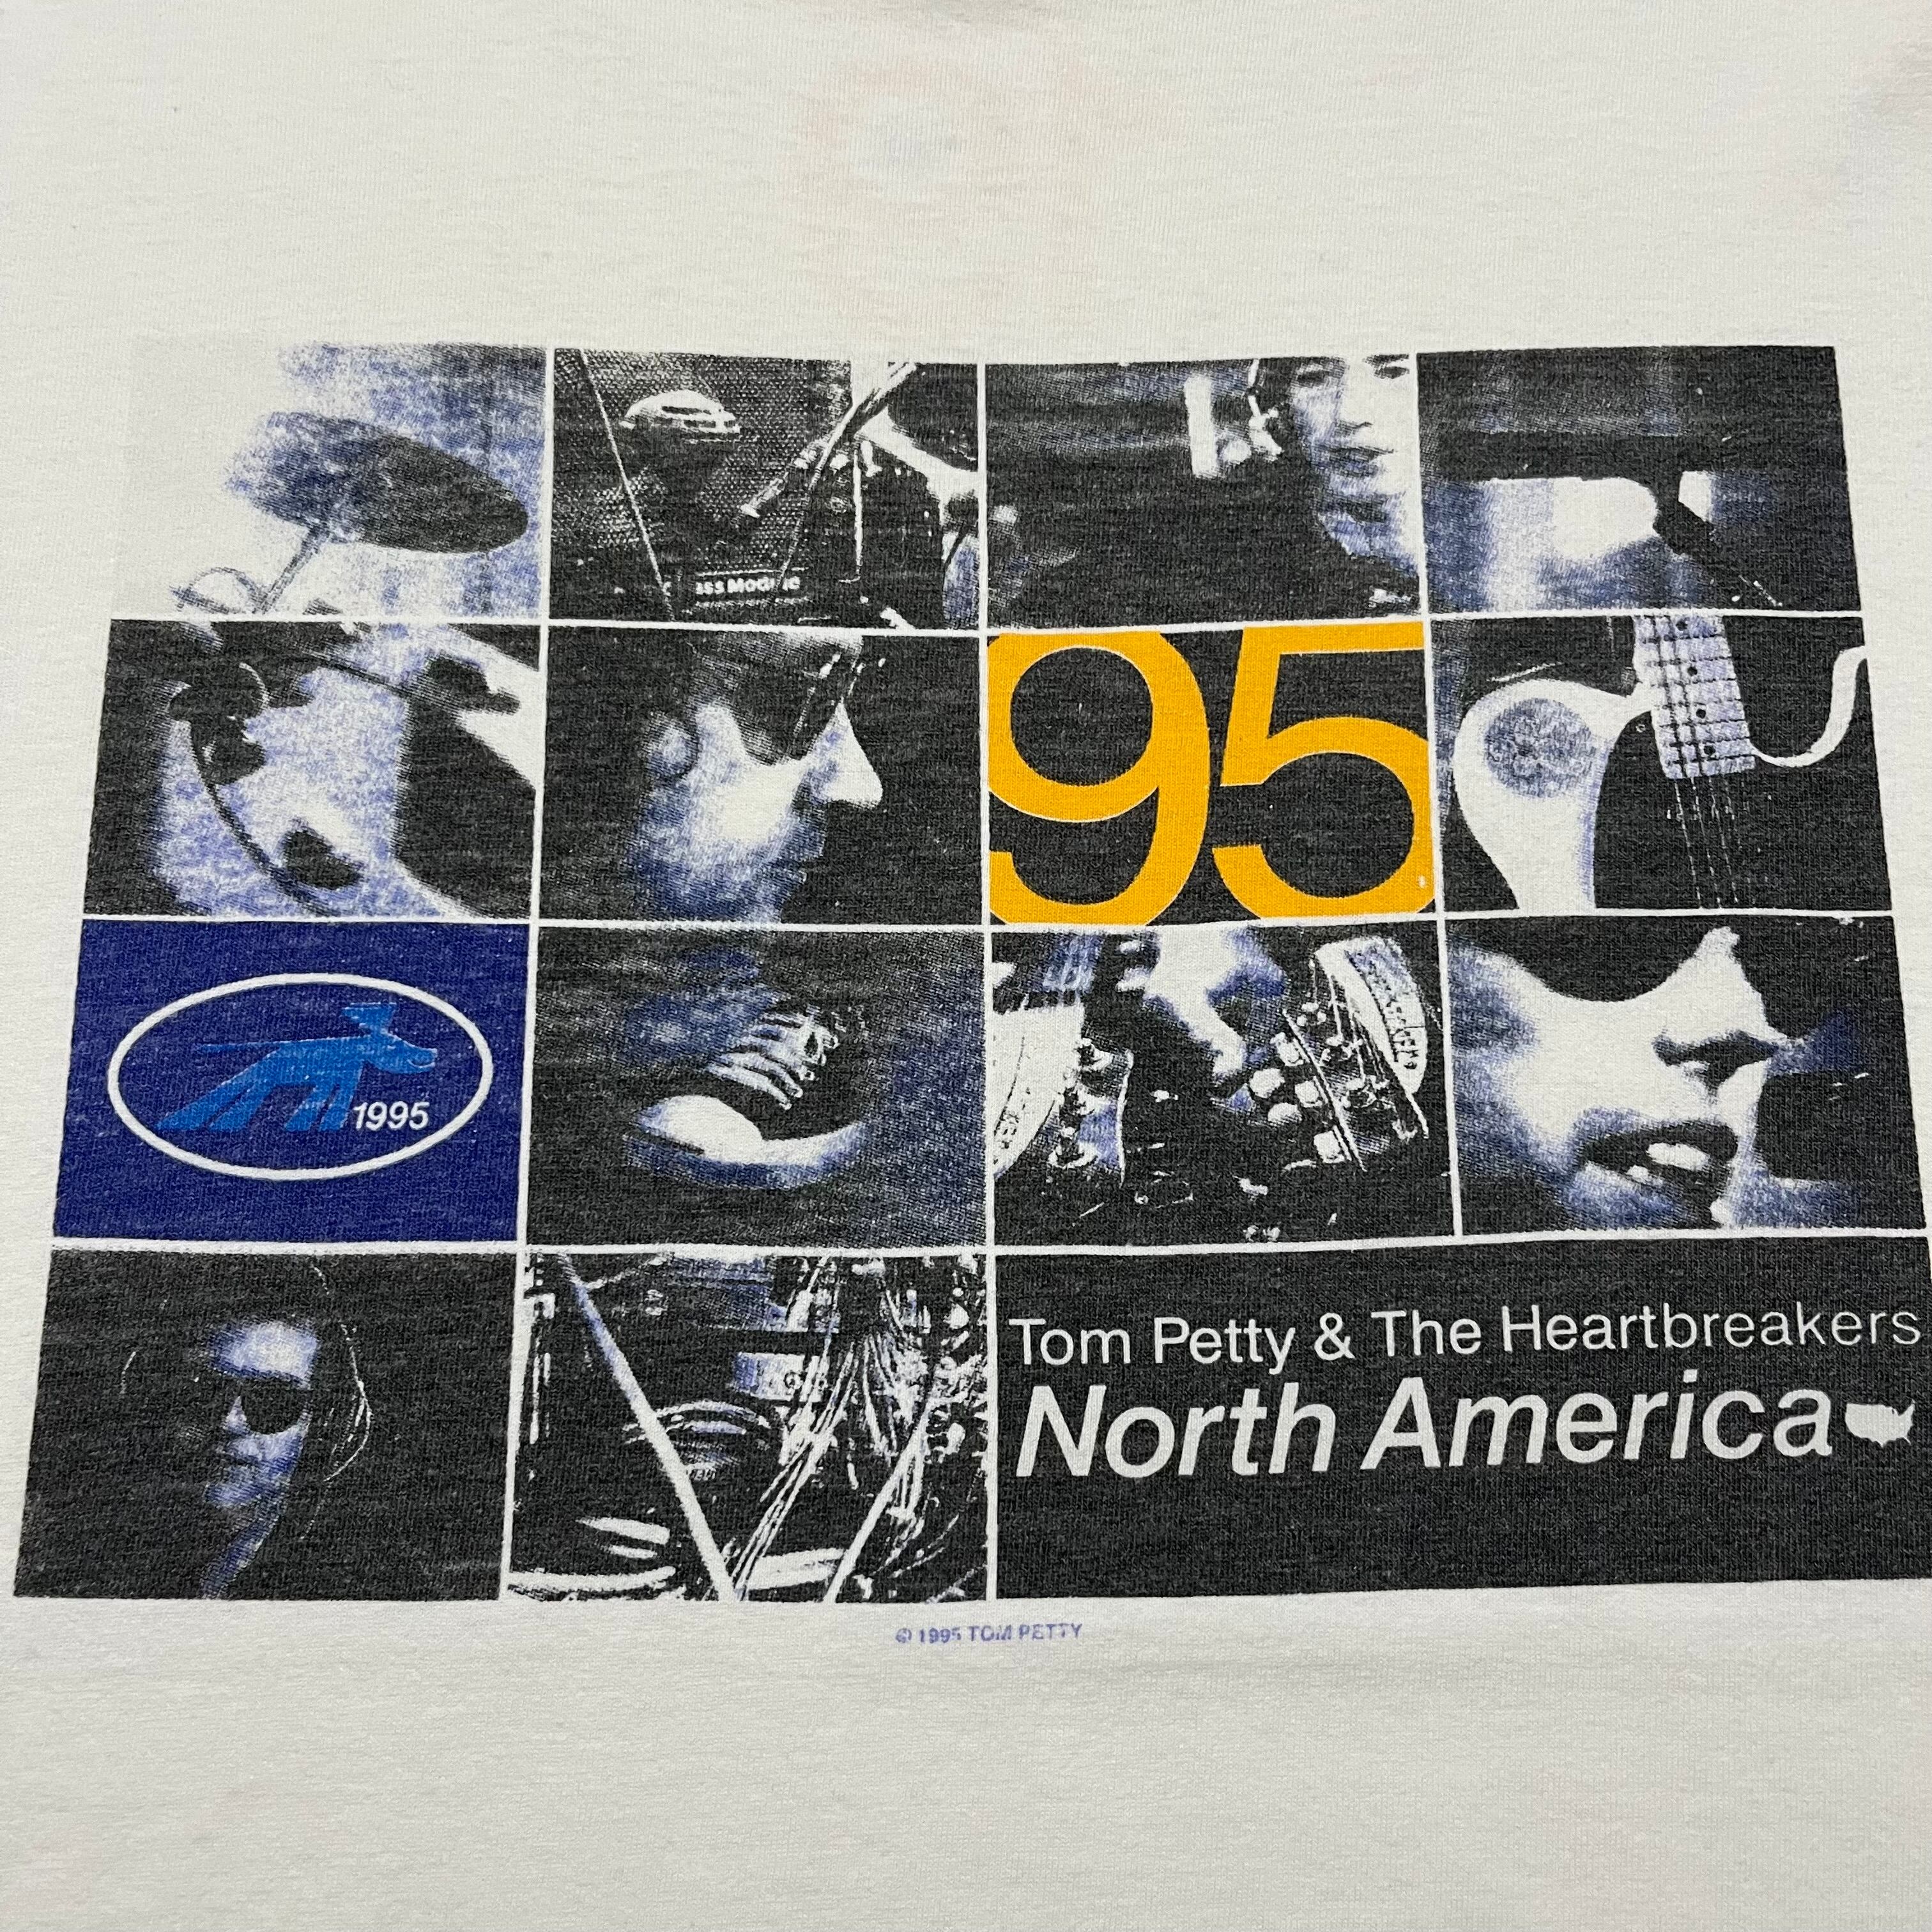 95
1995
Tom Petty & The Heartbreakers
North America
© 1995 TOM PETTY